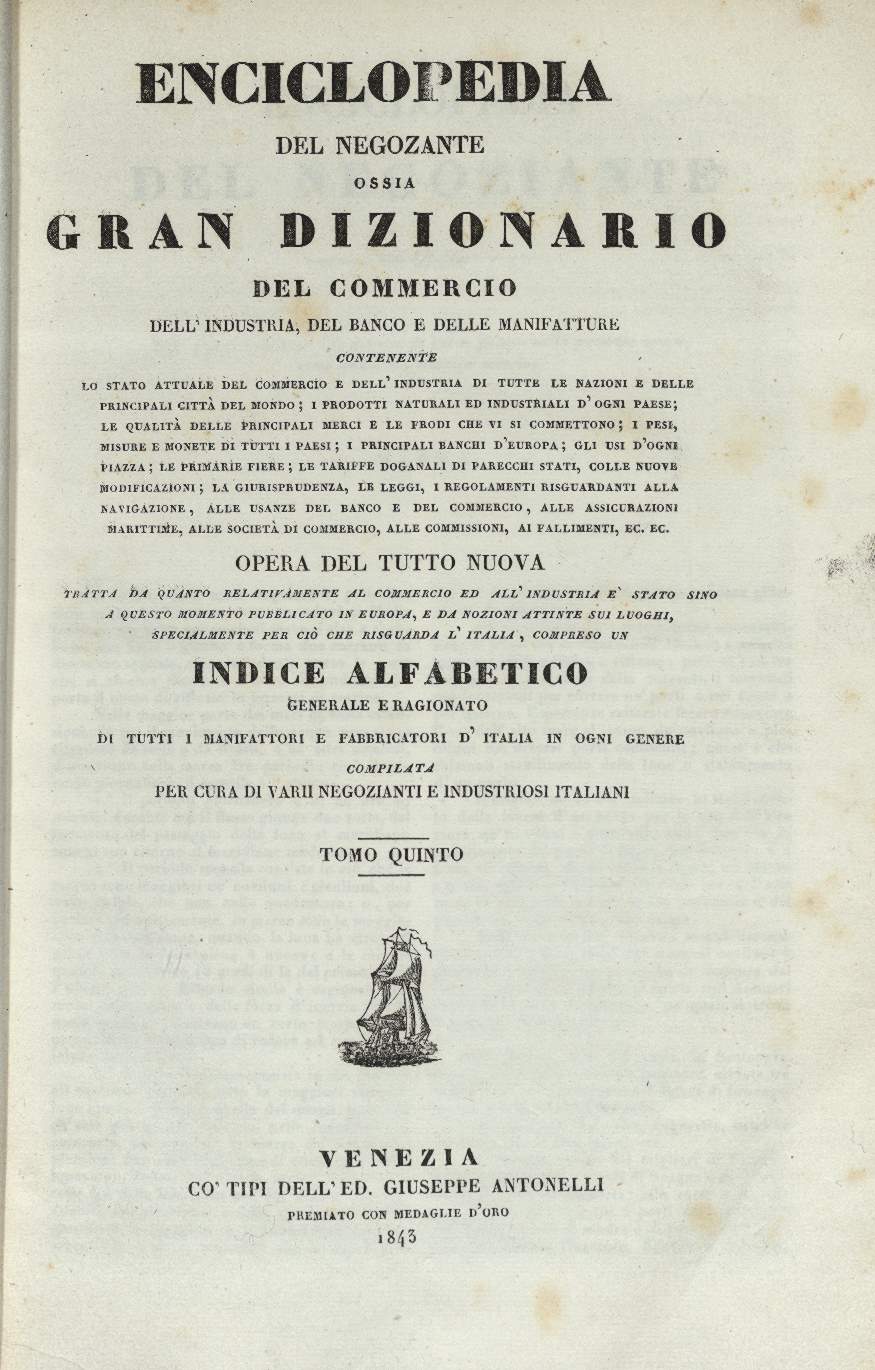 ENCICLOPEDIA
DEL NEGOZANTE
OSSIA
GRAN DIZIONARIO
DEL COMMERCIO
DELL' INDUSTRIA, DEL BANCO E DELLE MANIFATTURE
CONTENENTE
LO STATO ATTUALE DEL COMMERCIO E DELL' INDUSTRIA DI TUTTE LE NAZIONI E DELLE
PRINCIPALI CITTÀ DEL MONDO; I PRODOTTI NATURALI ED INDUSTRIALI D' OGNI PAESE;
LE QUALITÀ DELLE PRINCIPALI MERCI E LE FRODI CHE VI SI COMMETTONO; I PESI,
MISURE E MONETE DI TUTTI I PAESI; I PRINCIPALI BANCHI D'EUROPA; GLI USI D'OGNI
PIAZZA; LE PRIMARIE FIERE; LE TARIFFE DOGANALI DI PARECCHI STATI, COLLE NUOVE
MODIFICAZIONI; LA GIURISPRUDENZA, LE LEGGI, I REGOLAMENTI RISGUARDANTI ALLA
NAVIGAZIONE, ALLE USANZE DEL BANCO E DEL COMMERCIO, ALLE ASSICURAZIONI
MARITTIME, ALLE SOCIETÀ DI COMMERCIO, ALLE COMMISSIONI, AI FALLIMENTI, EC. EC.
OPERA DEL TUTTO NUOVA
TRATTA DA QUANTO RELATIVAMENTE AL COMMERCIO ED ALL' INDUSTRIA E' STATO SINO
A QUESTO MOMENTO PUBBLICATO IN EUROPA, E DA NOZIONI ATTINTE SUI LUOGHI,
SPECIALMENTE PER CIÒ CHE RISGUARDA L' ITALIA, COMPRESO UN
INDICE ALFABETICO
GENERALE E RAGIONATO
DI TUTTI I MANIFATTORI E FABBRICATORI D' ITALIA IN OGNI GENERE
COMPILATA
PER CURA DI VARII NEGOZIANTI E INDUSTRIOSI ITALIANI
TOMO QUINTO
VENEZIA
CO' TIPI DELL' ED. GIUSEPPE ANTONELLI
PREMIATO CON MEDAGLIE D'ORO
1843